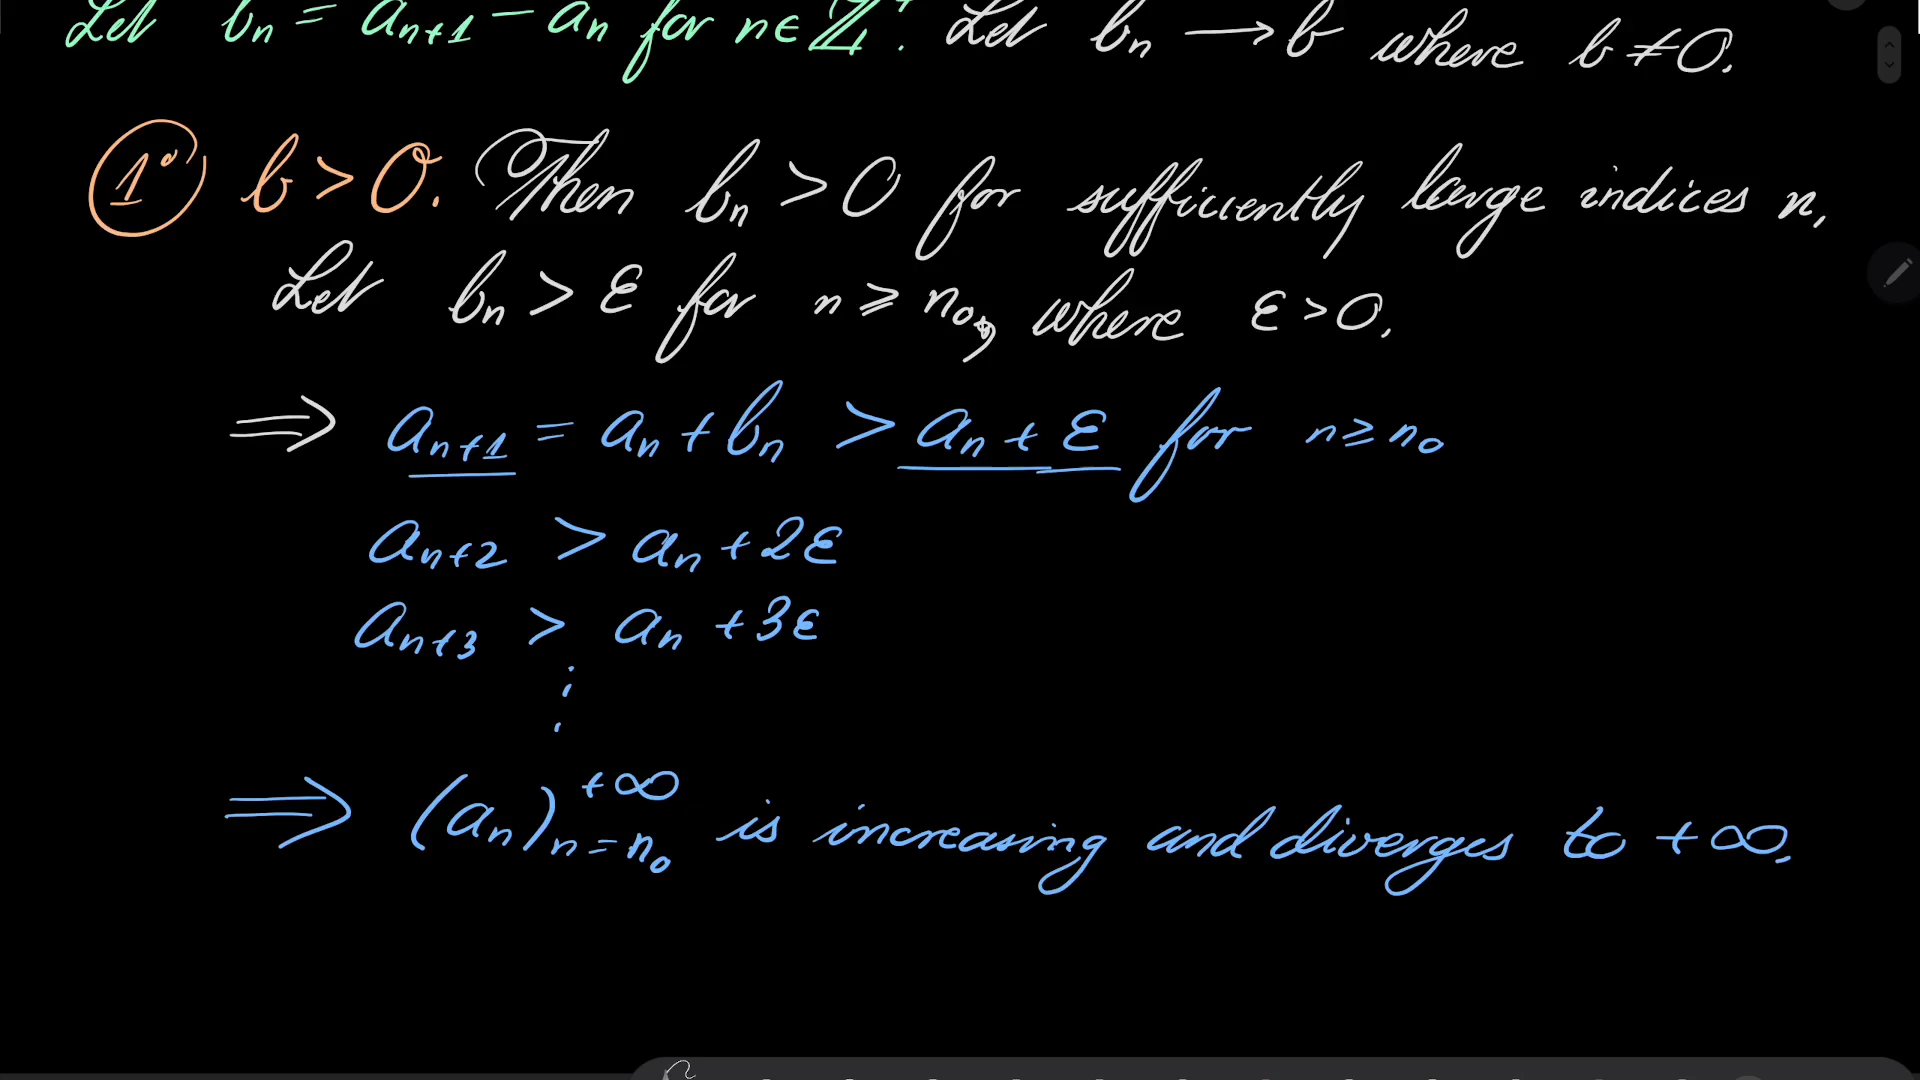 Let bₙ = aₙ₊₁ − aₙ for n ∈ ℤ⁺. Let bₙ → b where b ≠ 0.
1° b > 0. Then bₙ > 0 for sufficiently large indices n.
Let bₙ > ε for n ≥ n₀, where ε > 0.
⇒ aₙ₊₁ = aₙ + bₙ > aₙ + ε for n ≥ n₀
aₙ₊₂ > aₙ + 2ε
aₙ₊₃ > aₙ + 3ε
⋮
⇒ (aₙ)ₙ₌ₙ₀^{+∞} is increasing and diverges to +∞.